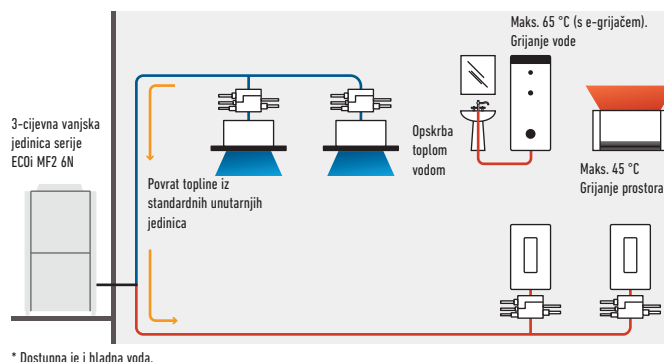 Maks. 65 °C (s e-grijačem).
Grijanje vode
3-cijevna vanjska
jedinica serije
ECOi MF2 6N
Opskrba
toplom
vodom
Povrat topline iz
standardnih unutarnjih
jedinica
Maks. 45 °C
Grijanje prostora
* Dostupna je i hladna voda.